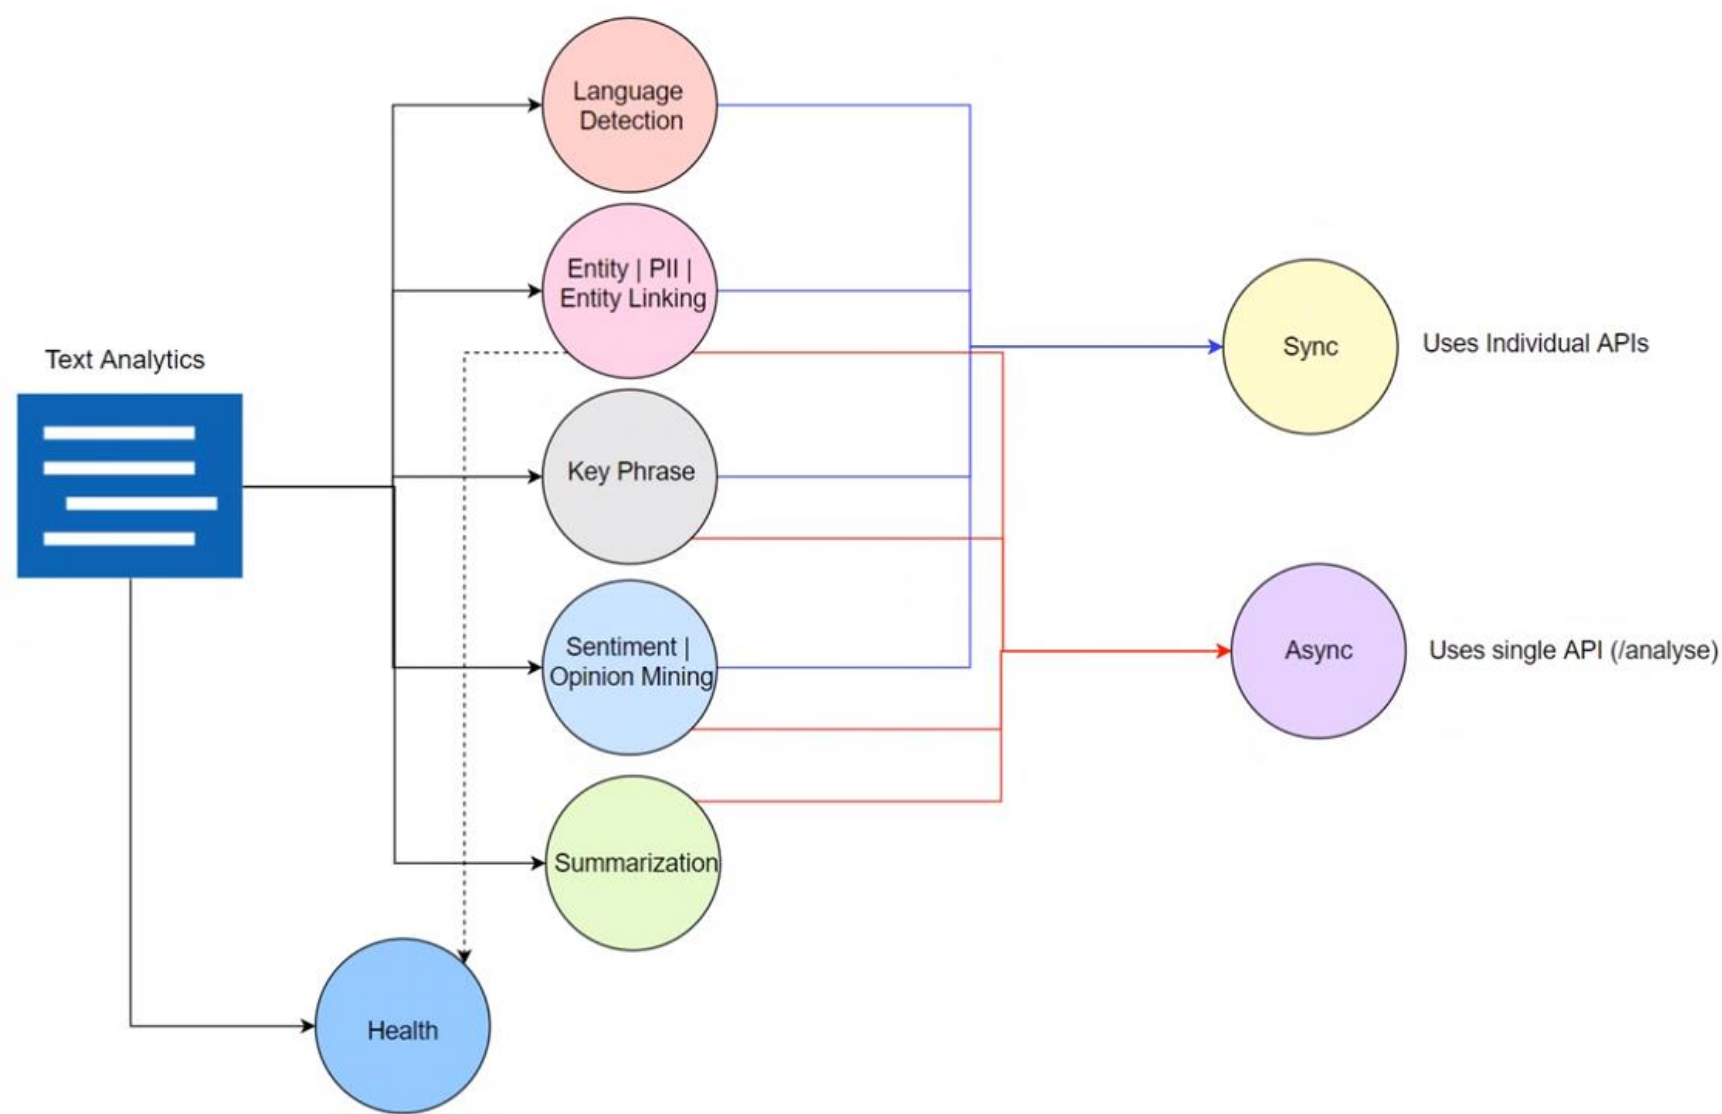 Language
Detection
Entity | PII |
Entity Linking
Text Analytics
Sync
Uses Individual APIs
Key Phrase
Sentiment |
Opinion Mining
Async
Uses single API (/analyse)
Summarization
Health